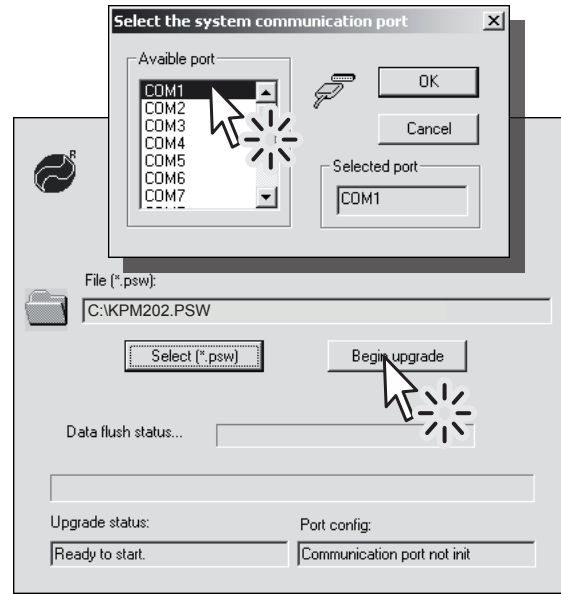 Select the system communication port
Avaible port
COM1
COM2
COM3
COM4
COM5
COM6
COM7
OK
Cancel
Selected port
COM1
R
File (*.psw):
C:\KPM202.PSW
Select (*.psw)
Begin upgrade
Data flush status...
Upgrade status:
Port config:
Ready to start.
Communication port not init